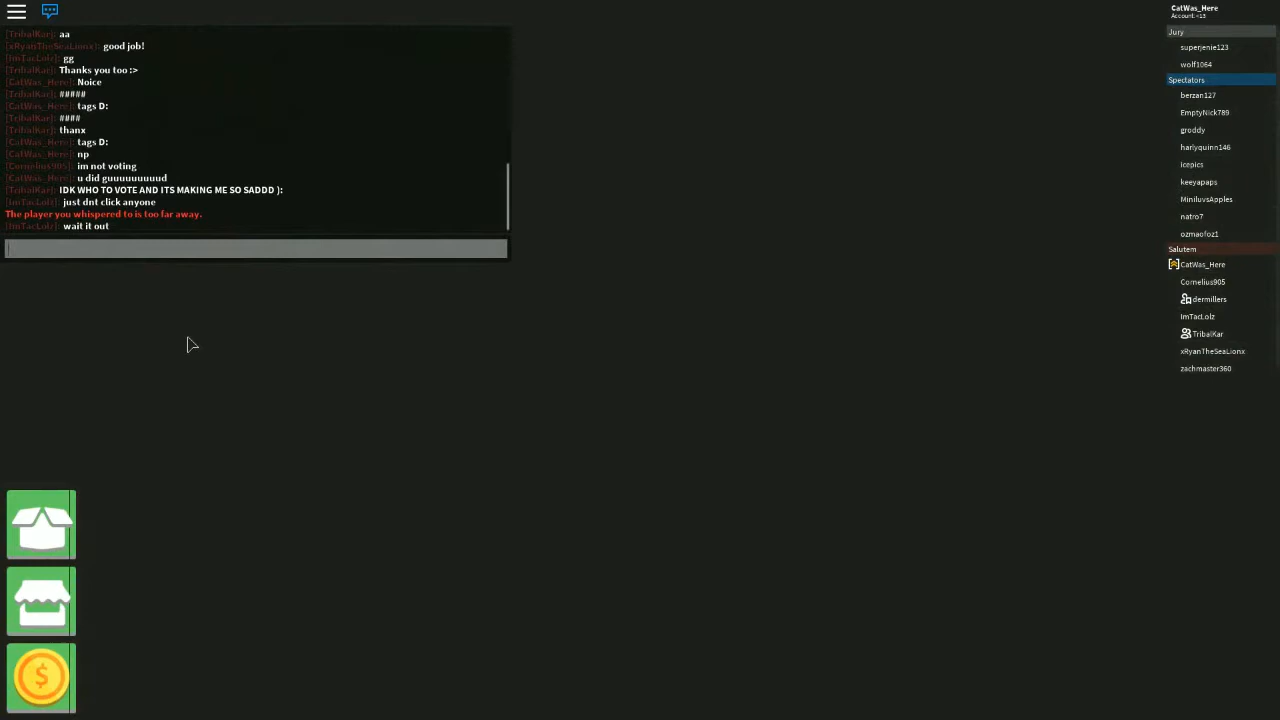 CatWas_Here
Account: <13
[TribalKar]: aa
[xRyanTheSeaLionx]: good job!
[ImTacLolz]: gg
[TribalKar]: Thanks you too :>
[CatWas_Here]: Noice
[TribalKar]: #####
[CatWas_Here]: tags D:
[TribalKar]: ####
[TribalKar]: thanx
[CatWas_Here]: tags D:
[CatWas_Here]: np
[Cornelius905]: im not voting
[CatWas_Here]: u did guuuuuuuuud
[TribalKar]: IDK WHO TO VOTE AND ITS MAKING ME SO SADDD ):
[ImTacLolz]: just dnt click anyone
The player you whispered to is too far away.
[ImTacLolz]: wait it out
Jury
superjenie123
wolf1064
Spectators
berzan127
EmptyNick789
groddy
harlyquinn146
icepics
keeyapaps
MiniluvsApples
natro7
ozmaofoz1
Salutem
CatWas_Here
Cornelius905
dermillers
ImTacLolz
TribalKar
xRyanTheSeaLionx
zachmaster360
$